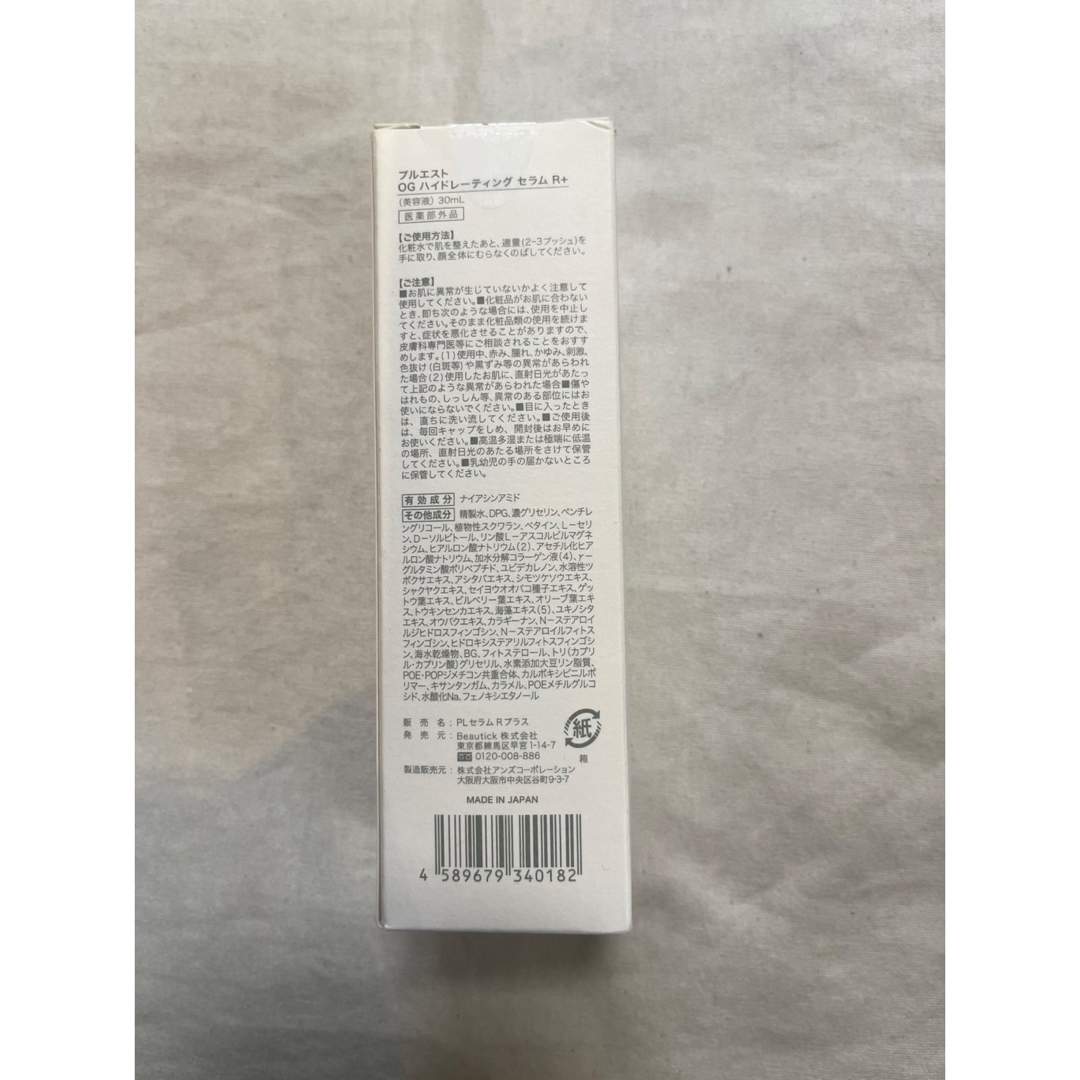 プルエスト
OG ハイドレーティング セラム R+
（美容液）30mL
医薬部外品
【ご使用方法】
化粧水で肌を整えたあと、適量(2-3プッシュ)を
手に取り、顔全体にむらなくのばしてください。
【ご注意】
■お肌に異常が生じていないかよく注意して
使用してください。■化粧品がお肌に合わない
とき、即ち次のような場合には、使用を中止し
てください。そのまま化粧品類の使用を続けま
すと、症状を悪化させることがありますので、
皮膚科専門医等にご相談されることをおすす
めします。(1)使用中、赤み、腫れ、かゆみ、刺激、
色抜け(白斑等)や黒ずみ等の異常があらわれ
た場合(2)使用したお肌に、直射日光があたっ
て上記のような異常があらわれた場合■傷や
はれもの、しっしん等、異常のある部位にはお
使いにならないでください。■目に入ったとき
は、直ちに洗い流してください。■ご使用後
は、毎回キャップをしめ、開封後はお早めに
お使いください。■高温多湿または極端に低温
の場所、直射日光のあたる場所をさけて保管
してください。■乳幼児の手の届かないところ
に保管してください。
有効成分 ナイアシンアミド
その他成分 精製水、DPG、濃グリセリン、ペンチレ
ングリコール、植物性スクワラン、ベタイン、L－セリ
ン、D－ソルビトール、リン酸L－アスコルビルマグネ
シウム、ヒアルロン酸ナトリウム(2)、アセチル化ヒア
ルロン酸ナトリウム、加水分解コラーゲン液(4)、γ－
グルタミン酸ポリペプチド、ユビデカレノン、水溶性ツ
ボクサエキス、アシタバエキス、シモツケソウエキス、
シャクヤクエキス、セイヨウオオバコ種子エキス、ゲッ
トウ葉エキス、ビルベリー葉エキス、オリーブ葉エキ
ス、トウキンセンカエキス、海藻エキス(5)、ユキノシタ
エキス、オウバクエキス、カラギーナン、N－ステアロイ
ルジヒドロスフィンゴシン、N－ステアロイルフィトス
フィンゴシン、ヒドロキシステアリルフィトスフィンゴシ
ン、海水乾燥物、BG、フィトステロール、トリ(カプリ
ル・カプリン酸)グリセリル、水素添加大豆リン脂質、
POE・POPジメチコン共重合体、カルボキシビニルポ
リマー、キサンタンガム、カラメル、POEメチルグルコ
シド、水酸化Na、フェノキシエタノール
販売名：PLセラムRプラス
発売元：Beautick 株式会社
東京都練馬区早宮1-14-7
0120-008-886
製造販売元：株式会社アンズコーポレーション
大阪府大阪市中央区谷町9-3-7
紙
箱
MADE IN JAPAN
4 589679 340182